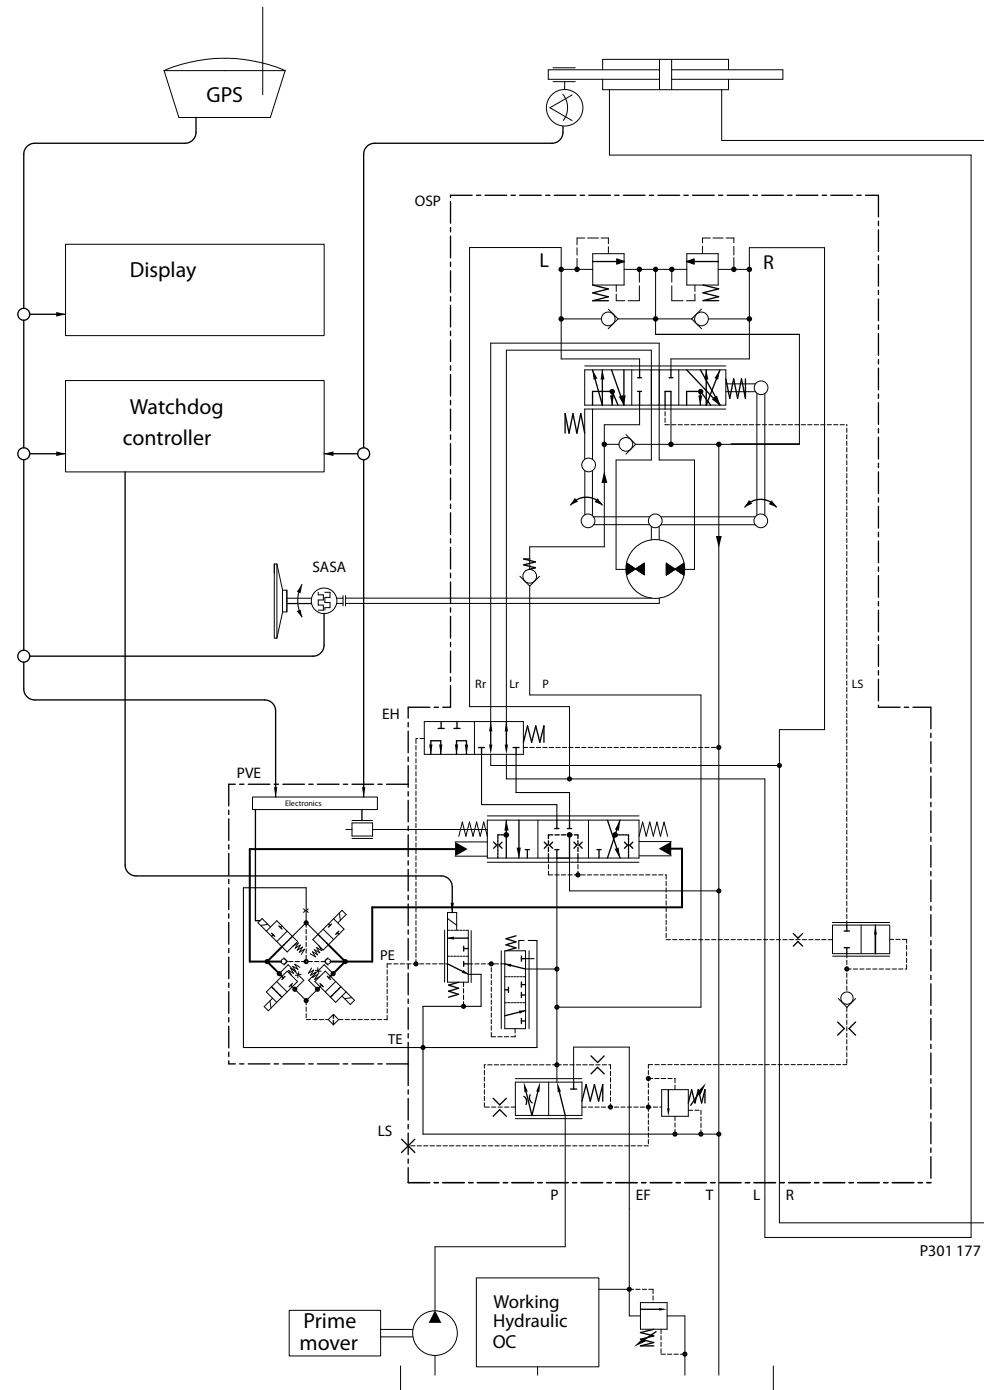 GPS
OSP
L
R
Display
Watchdog
controller
SASA
Rr
Lr
P
LS
EH
PVE
Electronics
PE
TE
LS
P
EF
T
L
R
P301 177
Prime
mover
Working
Hydraulic
OC